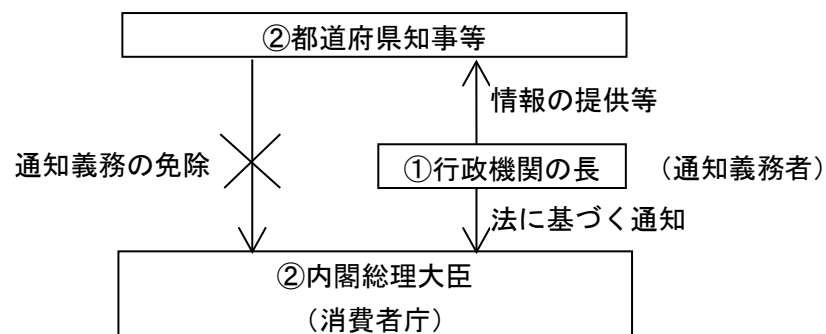 ②都道府県知事等
情報の提供等
通知義務の免除
①行政機関の長
（通知義務者）
法に基づく通知
②内閣総理大臣
（消費者庁）